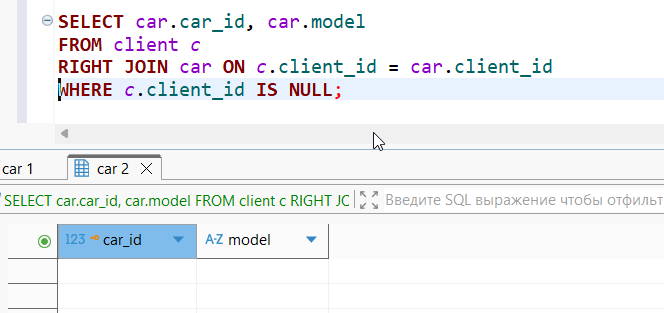 SELECT car.car_id, car.model
FROM client c
RIGHT JOIN car ON c.client_id = car.client_id
WHERE c.client_id IS NULL;
car 1
car 2
SELECT car.car_id, car.model FROM client c RIGHT JC
Введите SQL выражение чтобы отфильт
123 car_id
A-Z model